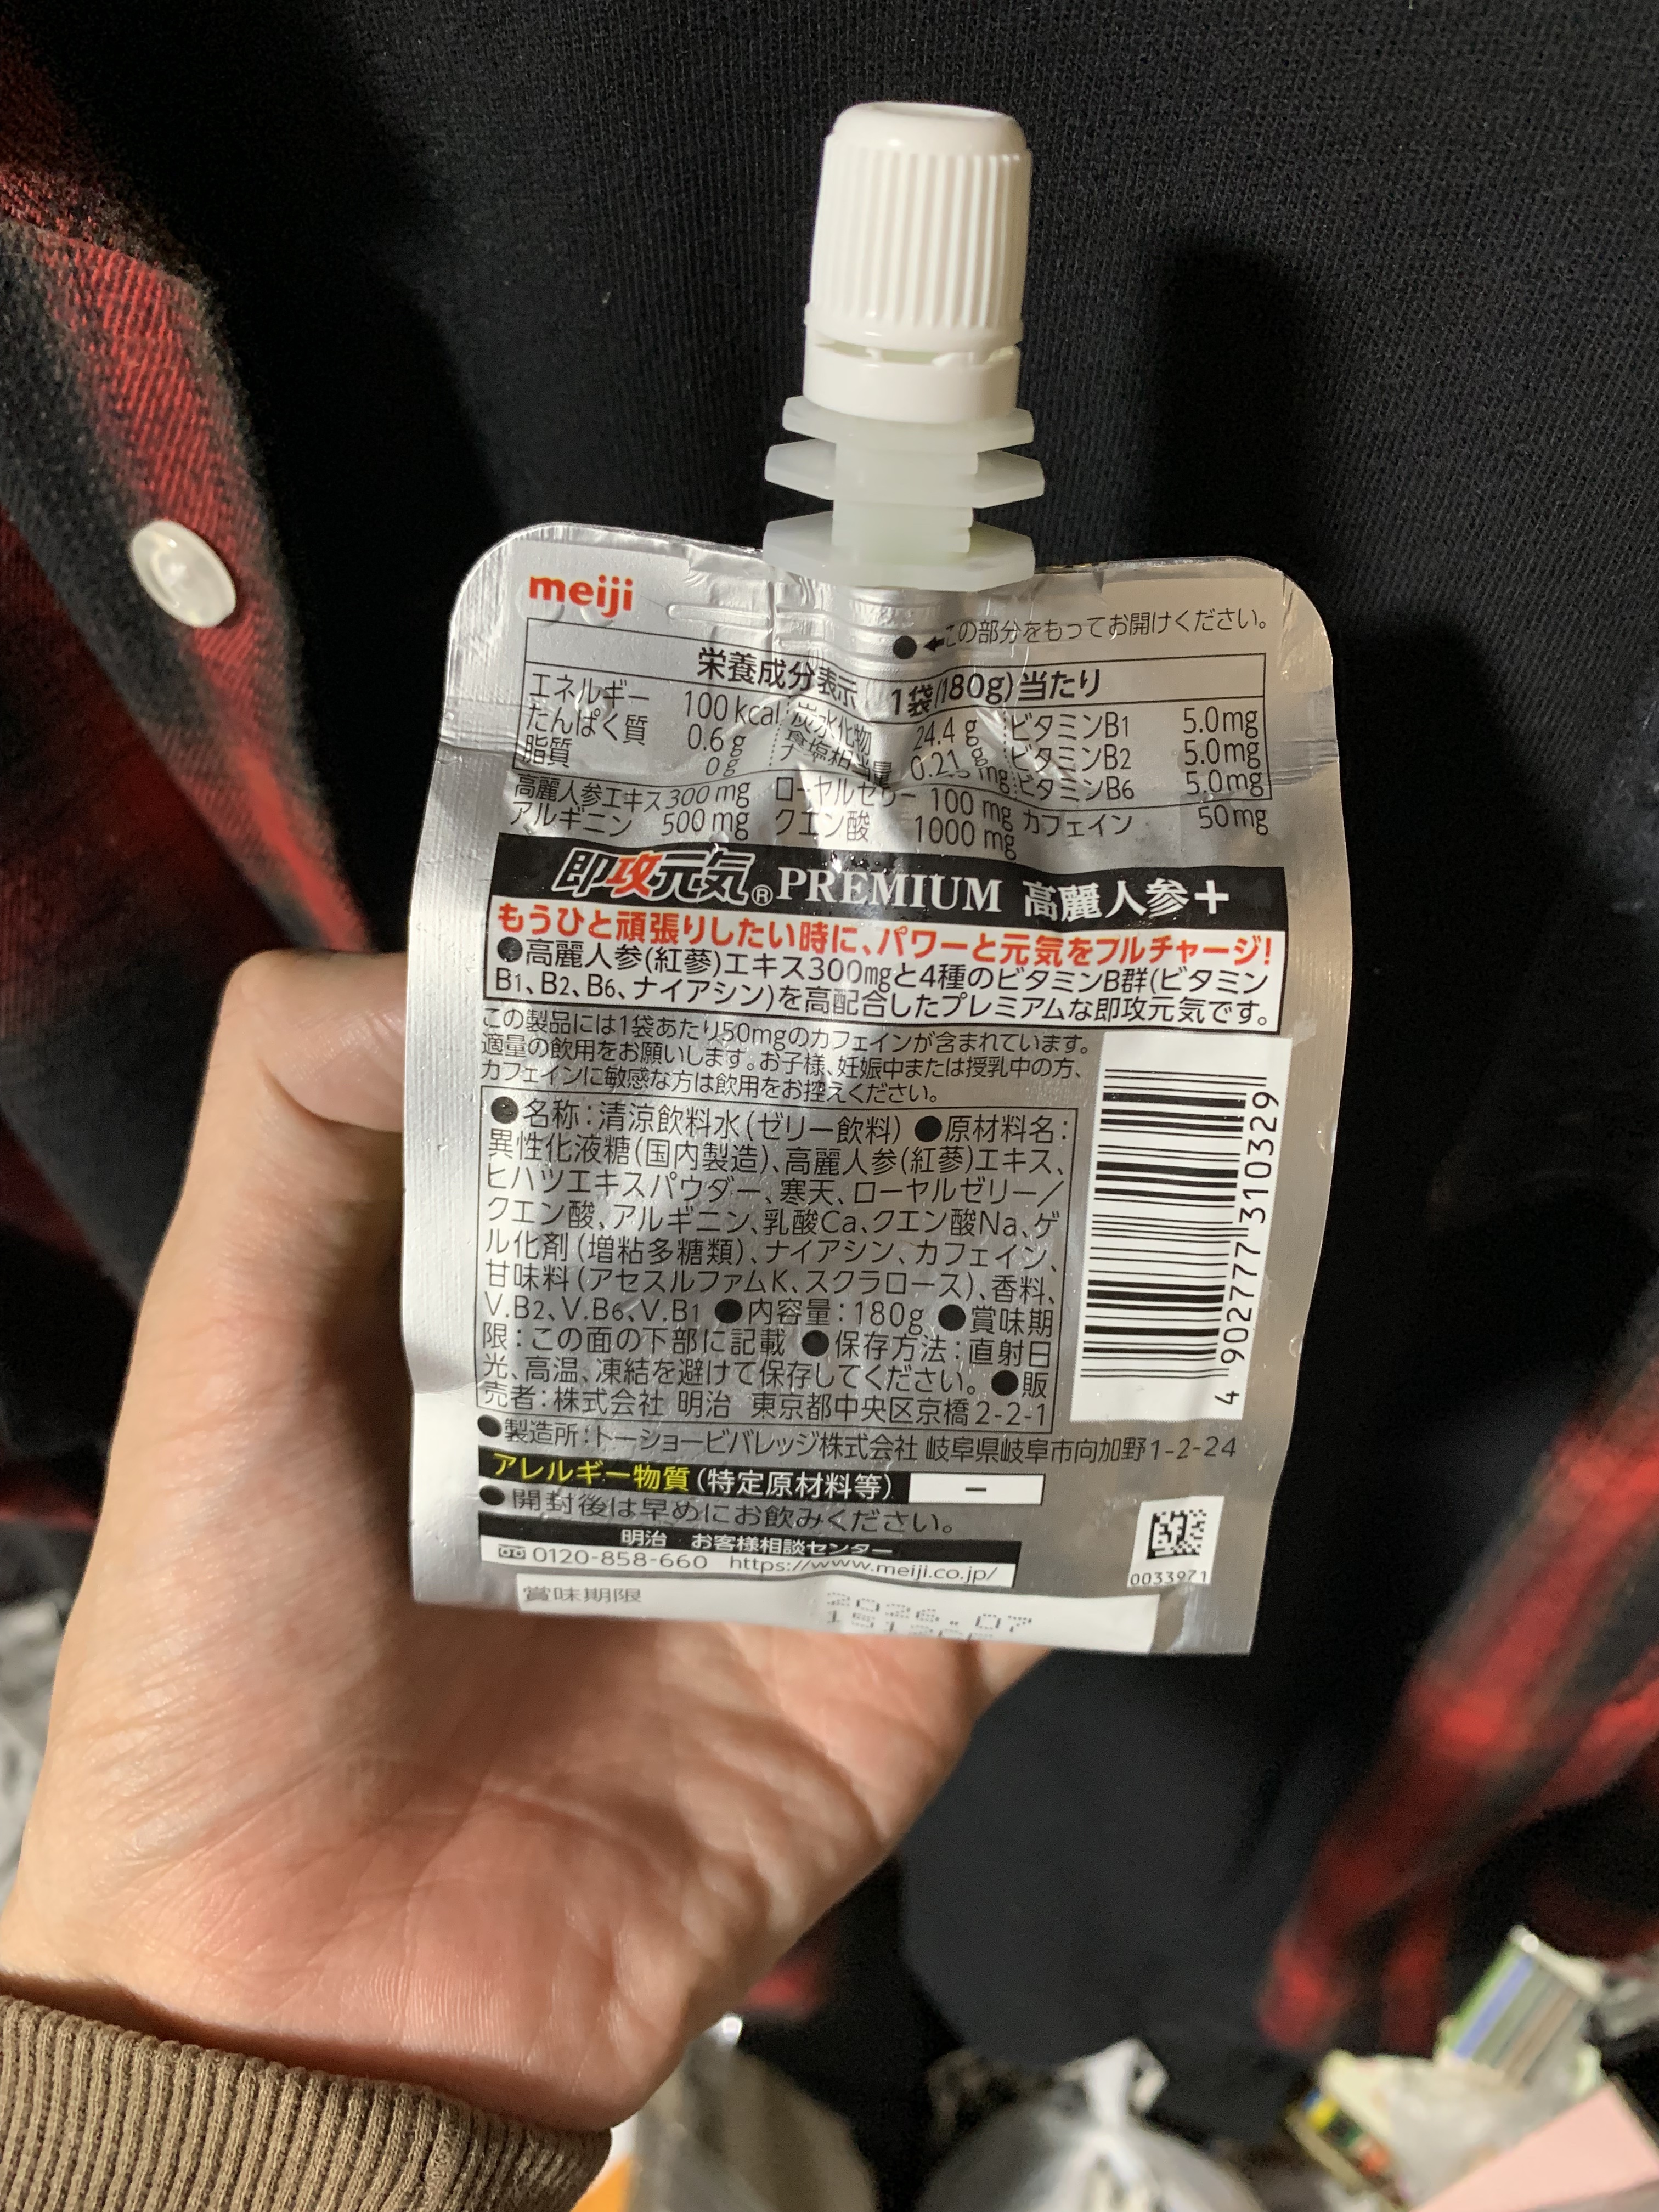 meiji
●←この部分をもってお開けください。
栄養成分表示 1袋(180g)当たり
エネルギー 100kcal 炭水化物 24.4g ビタミンB1 5.0mg
たんぱく質 0.6g 食塩相当量 0.21g ビタミンB2 5.0mg
脂質 0g ナ mg ビタミンB6 5.0mg
高麗人参エキス 300mg ローヤルゼリー 100mg カフェイン 50mg
アルギニン 500mg クエン酸 1000mg
即攻元気®PREMIUM 高麗人参+
もうひと頑張りしたい時に、パワーと元気をフルチャージ!
●高麗人参(紅蔘)エキス300mgと4種のビタミンB群(ビタミン
B1、B2、B6、ナイアシン)を高配合したプレミアムな即攻元気です。
この製品には1袋あたり50mgのカフェインが含まれています。
適量の飲用をお願いします。お子様、妊娠中または授乳中の方、
カフェインに敏感な方は飲用をお控えください。
●名称:清涼飲料水(ゼリー飲料) ●原材料名:
異性化液糖(国内製造)、高麗人参(紅蔘)エキス、
ヒハツエキスパウダー、寒天、ローヤルゼリー/
クエン酸、アルギニン、乳酸Ca、クエン酸Na、ゲ
ル化剤(増粘多糖類)、ナイアシン、カフェイン、
甘味料(アセスルファムK、スクラロース)、香料、
V.B2、V.B6、V.B1 ●内容量:180g ●賞味期
限:この面の下部に記載 ●保存方法:直射日
光、高温、凍結を避けて保存してください。 ●販
売者:株式会社 明治 東京都中央区京橋2-2-1
●製造所:トーショービバレッジ株式会社 岐阜県岐阜市向加野1-2-24
アレルギー物質(特定原材料等) −
●開封後は早めにお飲みください。
明治 お客様相談センター
0120-858-660 https://www.meiji.co.jp/
賞味期限 2026.07
4 902777 310329
0033971